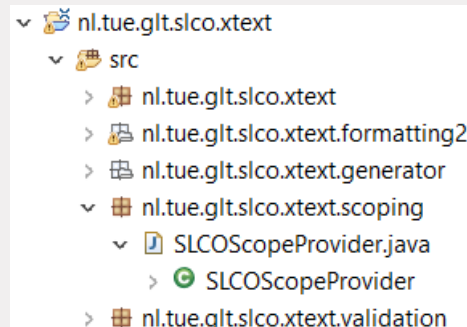 nl.tue.glt.slco.xtext
src
nl.tue.glt.slco.xtext
nl.tue.glt.slco.xtext.formatting2
nl.tue.glt.slco.xtext.generator
nl.tue.glt.slco.xtext.scoping
SLCOScopeProvider.java
SLCOScopeProvider
nl.tue.glt.slco.xtext.validation